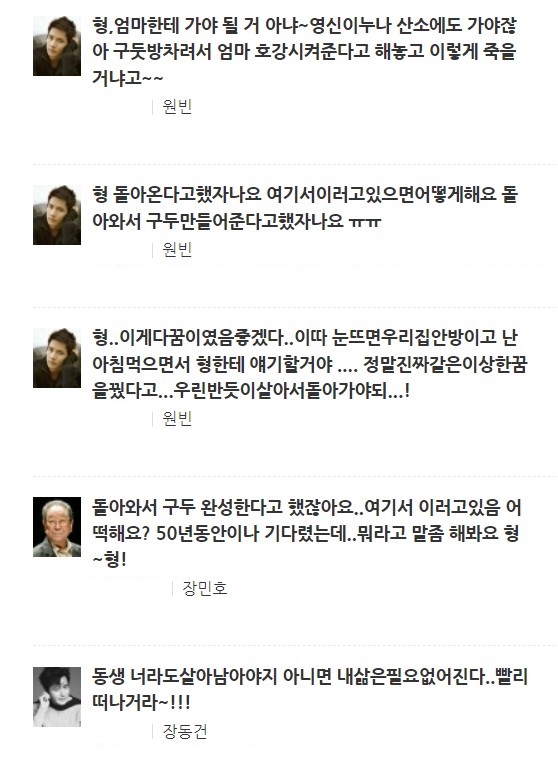 형,엄마한테 가야 될 거 아냐~영신이누나 산소에도 가야잖
아 구둣방차려서 엄마 호강시켜준다고 해놓고 이렇게 죽을
거냐고~~
원빈
형 돌아온다고했자나요 여기서이러고있으면어떻게해요 돌
아와서 구두만들어준다고했자나요 ㅠㅠ
원빈
형..이게다꿈이였음좋겠다..이따 눈뜨면우리집안방이고 난
아침먹으면서 형한테 얘기할거야 .... 정말진짜같은이상한꿈
을꿨다고...우린반듯이살아서돌아가야되...!
원빈
돌아와서 구두 완성한다고 했잖아요..여기서 이러고있음 어
떡해요? 50년동안이나 기다렸는데..뭐라고 말좀 해봐요 형
~형!
장민호
동생 너라도살아남아야지 아니면 내삶은필요없어진다..빨리
떠나거라~!!!
장동건